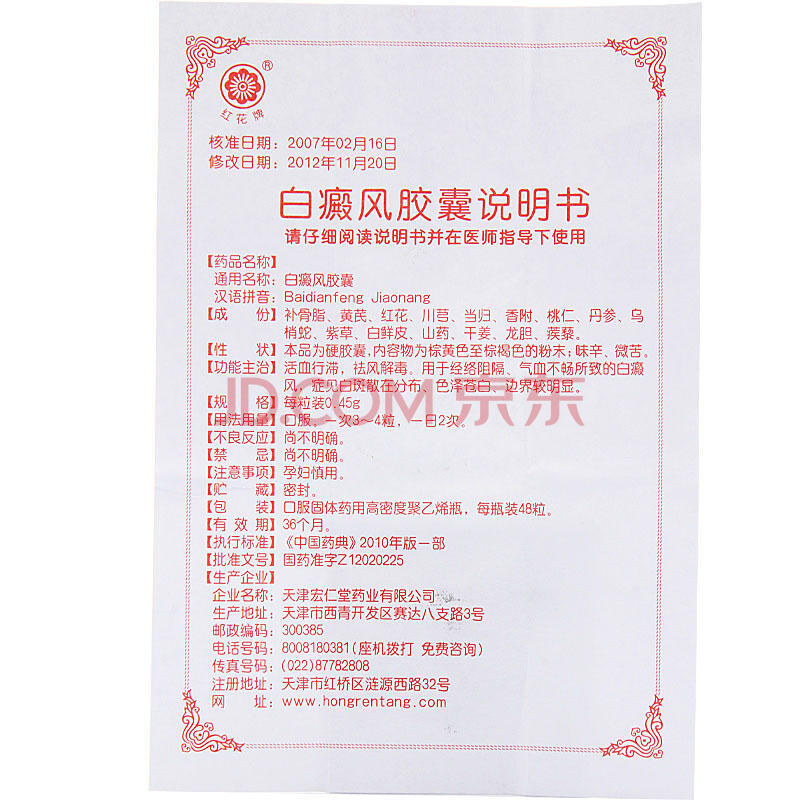 ®
红花牌
核准日期：2007年02月16日
修改日期：2012年11月20日
白癜风胶囊说明书
请仔细阅读说明书并在医师指导下使用
【药品名称】
通用名称：白癜风胶囊
汉语拼音：Baidianfeng Jiaonang
【成　份】补骨脂、黄芪、红花、川芎、当归、香附、桃仁、丹参、乌
梢蛇、紫草、白鲜皮、山药、干姜、龙胆、蒺藜。
【性　状】本品为硬胶囊，内容物为棕黄色至棕褐色的粉末；味辛、微苦。
【功能主治】活血行滞，祛风解毒。用于经络阻隔、气血不畅所致的白癜
风，症见白斑散在分布、色泽苍白、边界较明显。
JD.COM 京东
【规　格】每粒装0.45g
【用法用量】口服，一次3～4粒，一日2次。
【不良反应】尚不明确。
【禁　忌】尚不明确。
【注意事项】孕妇慎用。
【贮　藏】密封。
【包　装】口服固体药用高密度聚乙烯瓶，每瓶装48粒。
【有 效 期】36个月。
【执行标准】《中国药典》2010年版一部
【批准文号】国药准字Z12020225
【生产企业】
企业名称：天津宏仁堂药业有限公司
生产地址：天津市西青开发区赛达八支路3号
邮政编码：300385
电话号码：8008180381(座机拨打 免费咨询)
传真号码：(022)87782808
注册地址：天津市红桥区涟源西路32号
网　址：www.hongrentang.com